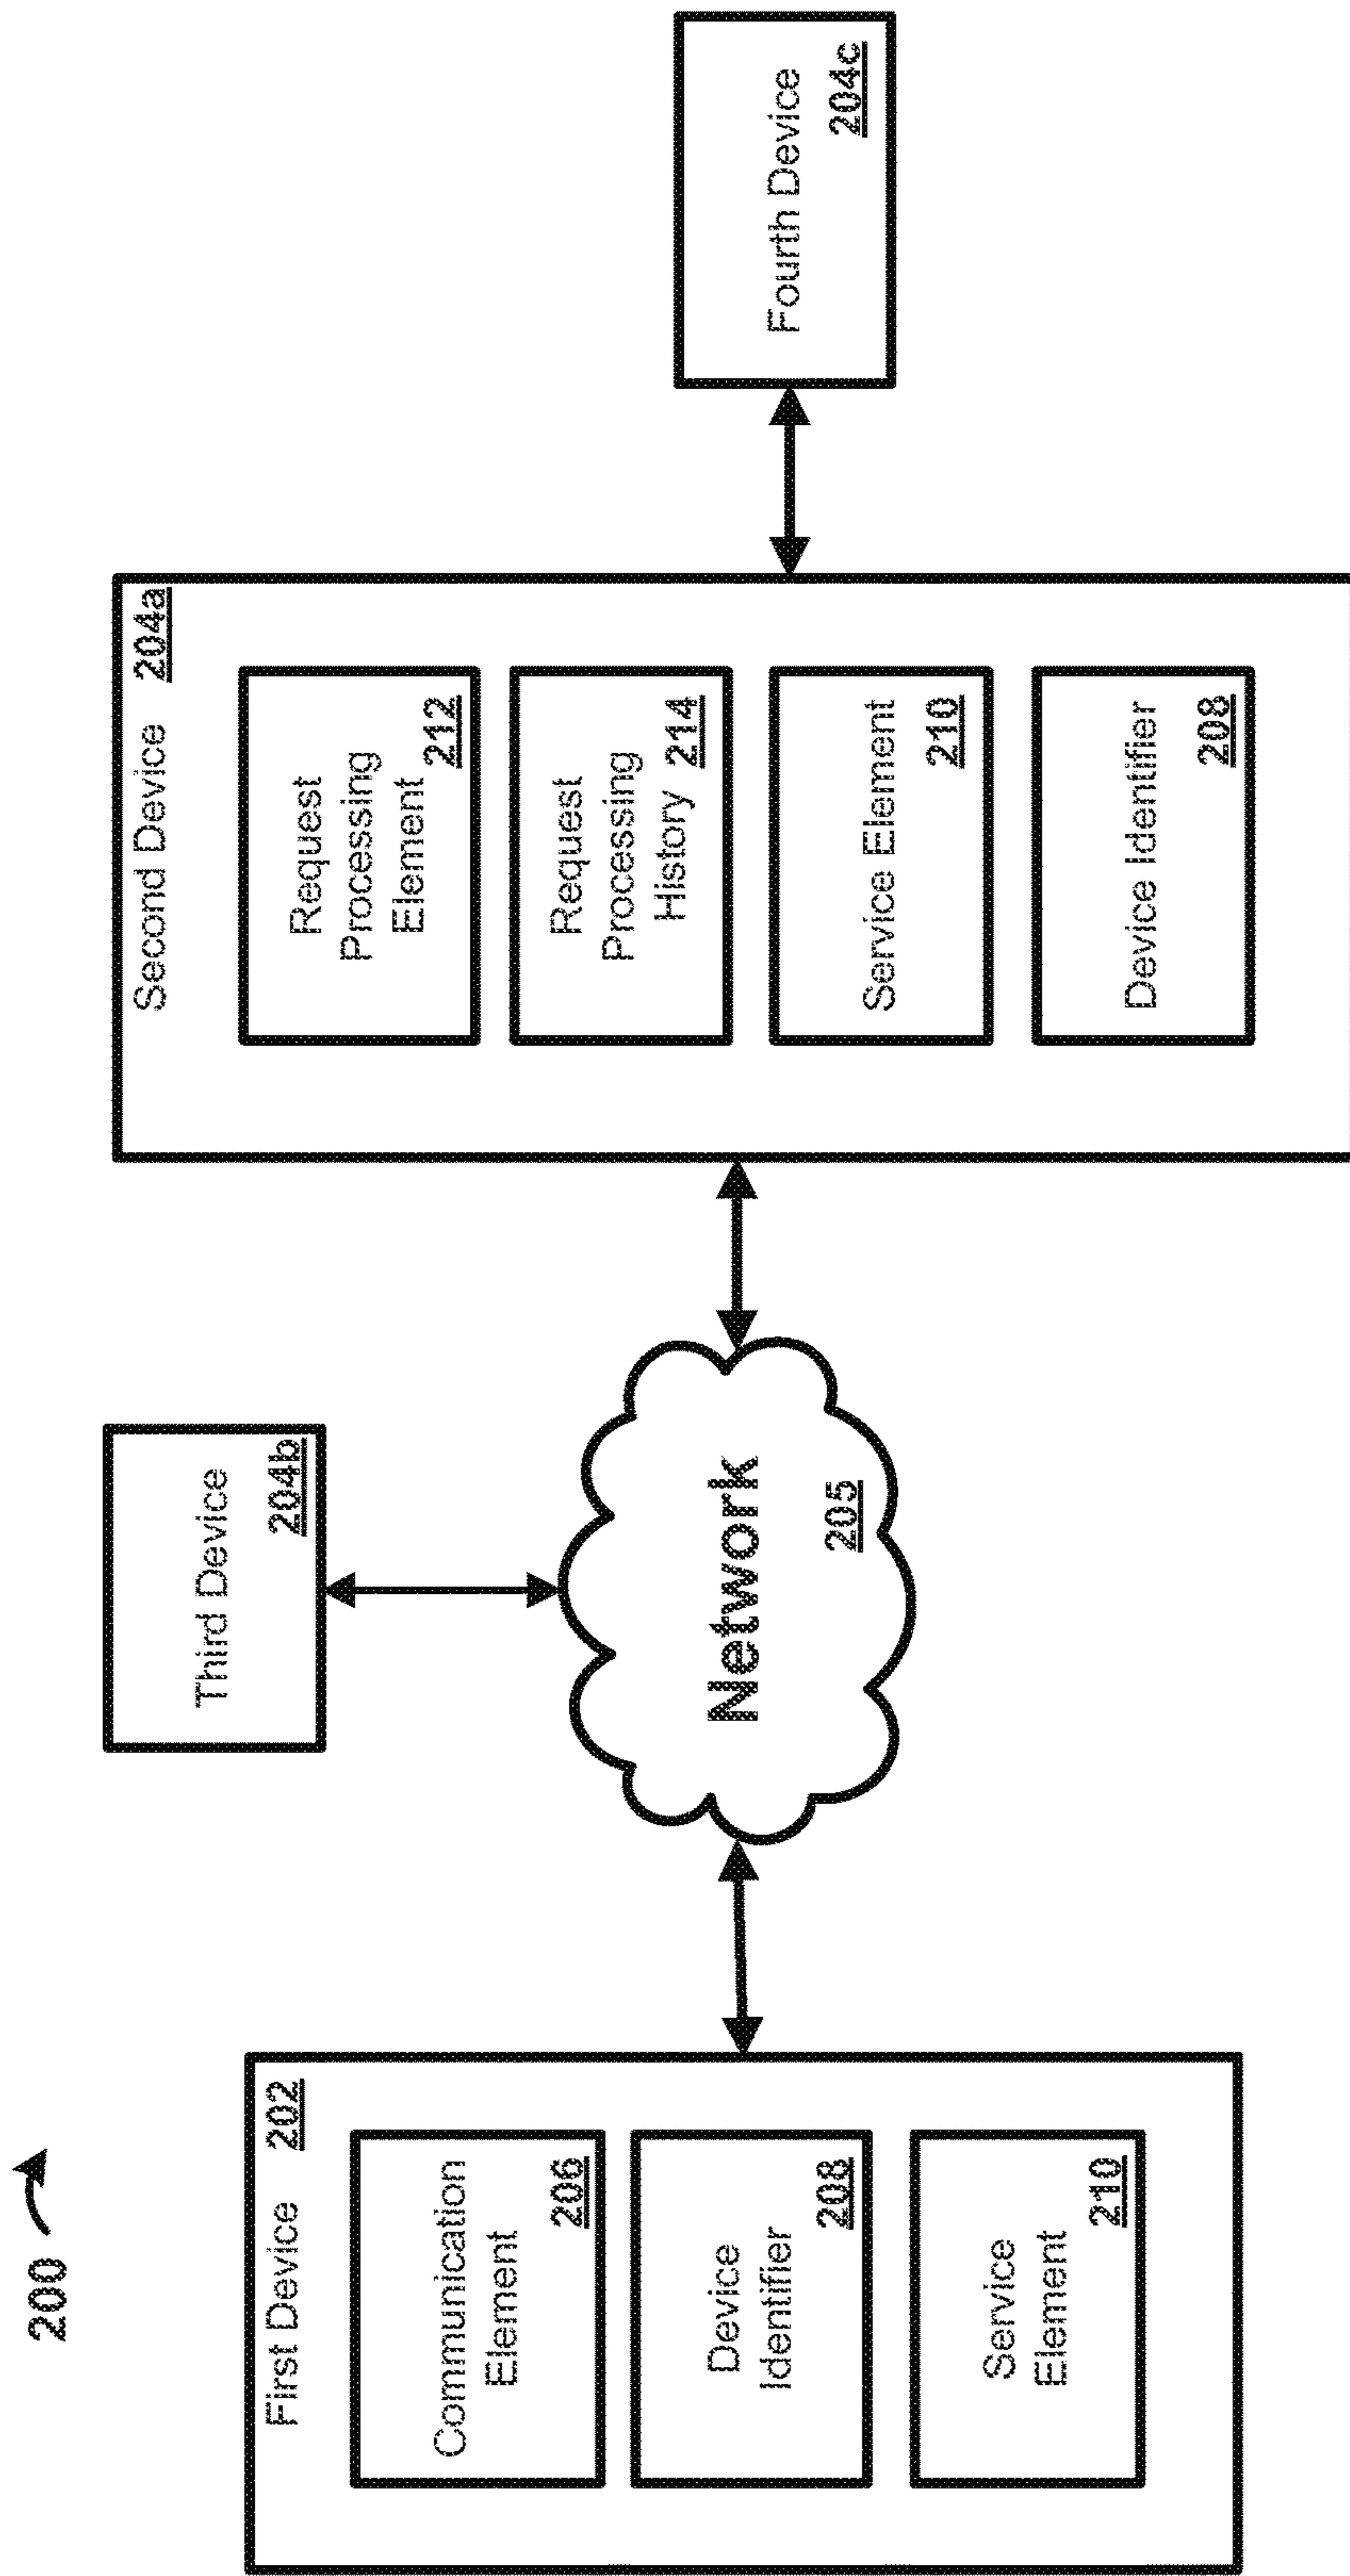 200
First Device 202
Communication
Element
206
Device
Identifier
208
Service
Element
210
Third Device
204b
Network
205
Second Device 204a
Request
Processing
Element
212
Request
Processing
History
214
Service Element
210
Device Identifier
208
Fourth Device
204c